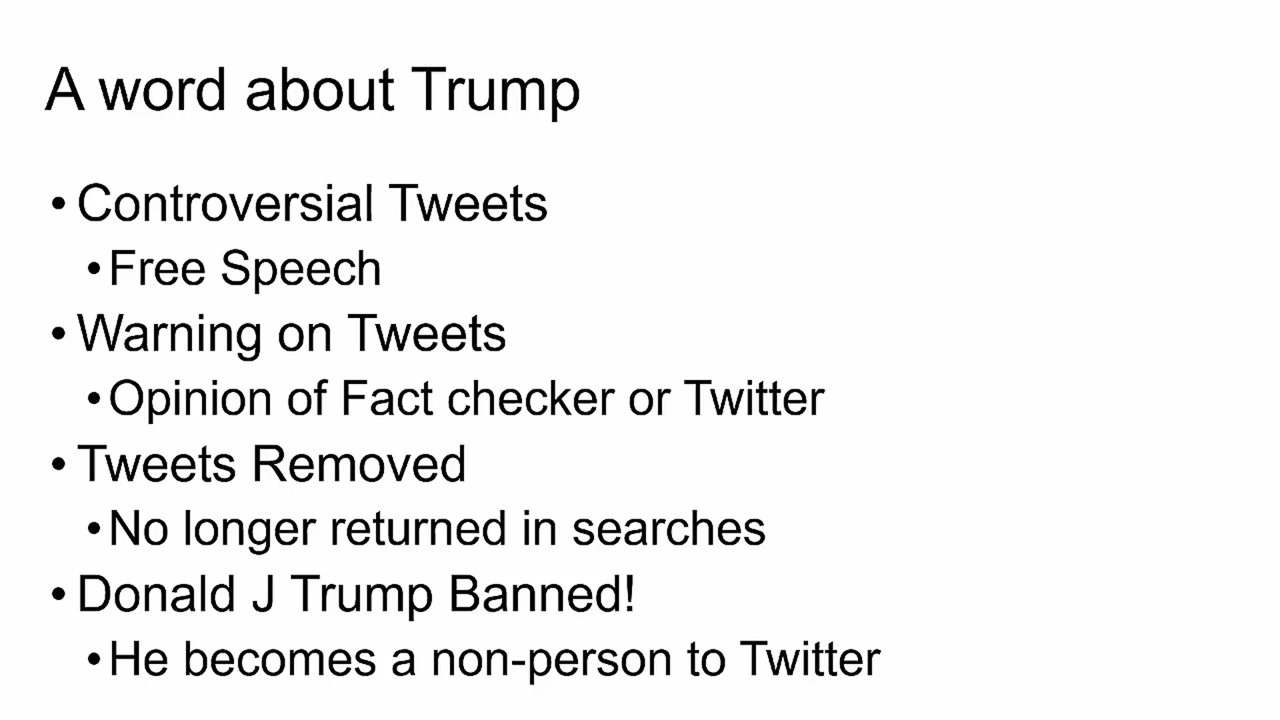 A word about Trump
• Controversial Tweets
• Free Speech
• Warning on Tweets
• Opinion of Fact checker or Twitter
• Tweets Removed
• No longer returned in searches
• Donald J Trump Banned!
• He becomes a non-person to Twitter